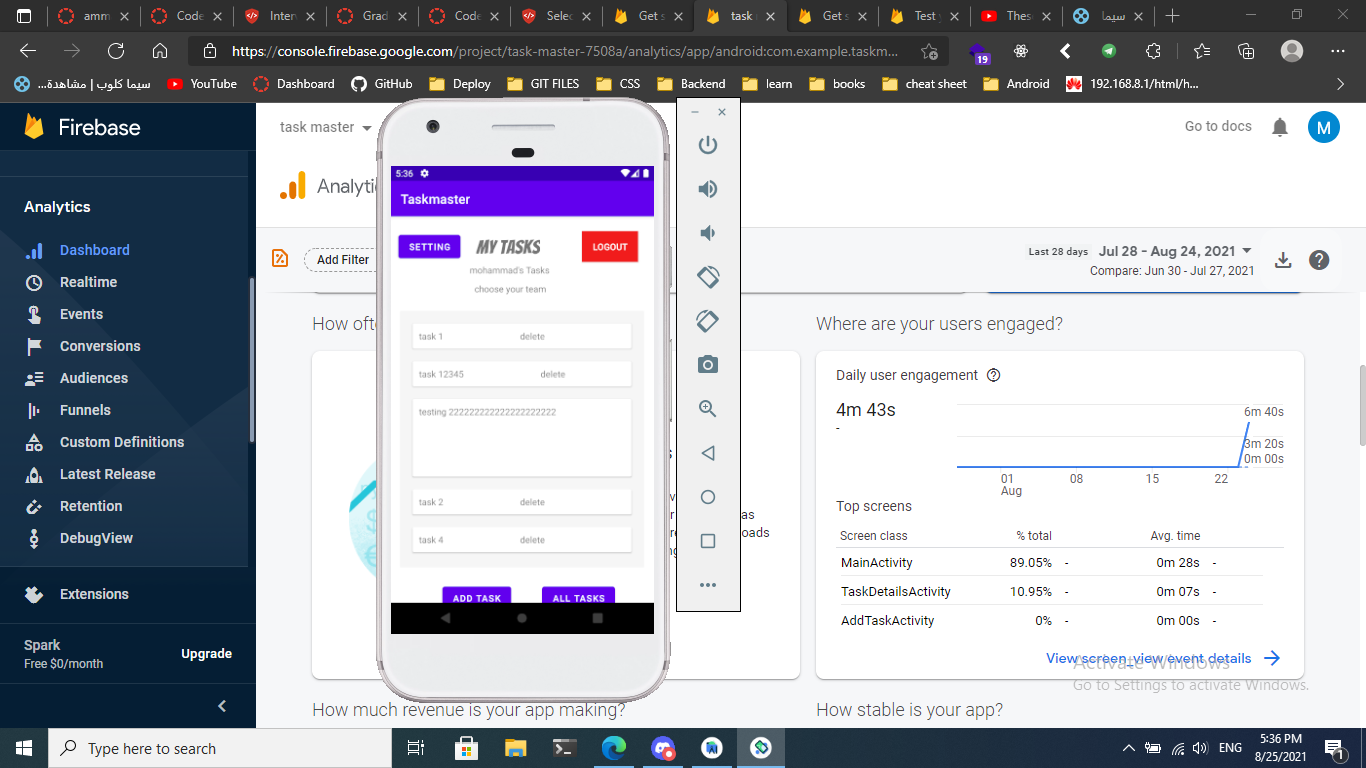 amm
Code
Inter
Grad
Code
Selec
Get s
task
Get s
Test y
Thes
سيما
https://console.firebase.google.com/project/task-master-7508a/analytics/app/android:com.example.taskm...
19
سيما كلوب | مشاهدة...
YouTube
Dashboard
GitHub
Deploy
GIT FILES
CSS
Backend
learn
books
cheat sheet
Android
192.168.8.1/html/h...
Firebase
Analytics
Dashboard
Realtime
Events
Conversions
Audiences
Funnels
Custom Definitions
Latest Release
Retention
DebugView
Extensions
Spark
Free $0/month
Upgrade
task master
Go to docs
M
Analyti
Add Filter
Last 28 days Jul 28 - Aug 24, 2021
Compare: Jun 30 - Jul 27, 2021
How oft
Where are your users engaged?
5:36
Taskmaster
SETTING
MY TASKS
LOGOUT
mohammad's Tasks
choose your team
task 1 delete
task 12345 delete
testing 222222222222222222222
task 2 delete
task 4 delete
ADD TASK
ALL TASKS
as
oads
Daily user engagement
4m 43s
-
6m 40s
3m 20s
0m 00s
01
Aug
08
15
22
Top screens
Screen class % total Avg. time
MainActivity 89.05% - 0m 28s -
TaskDetailsActivity 10.95% - 0m 07s -
AddTaskActivity 0% - 0m 00s -
View screen_view event details
Activate Windows
Go to Settings to activate Windows.
How much revenue is your app making?
How stable is your app?
Type here to search
ENG
5:36 PM
8/25/2021
1